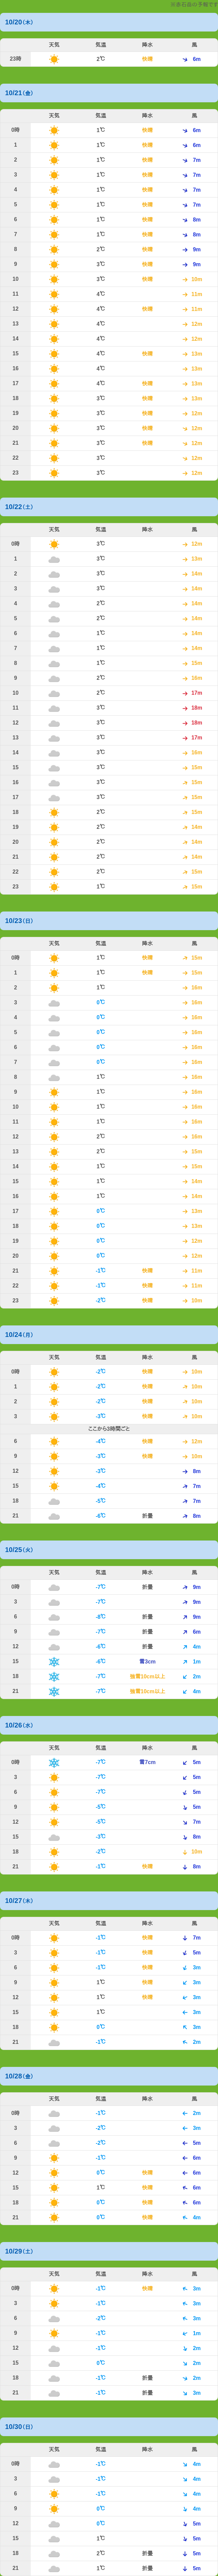 10/20(木)
天気 気温 降水 風
23時 2℃ 快晴 6m
10/21(金)
天気 気温 降水 風
0時 1℃ 快晴 6m
1 1℃ 快晴 6m
2 1℃ 快晴 7m
3 1℃ 快晴 7m
4 1℃ 快晴 7m
5 1℃ 快晴 7m
6 1℃ 快晴 8m
7 1℃ 快晴 8m
8 2℃ 快晴 9m
9 3℃ 快晴 9m
10 3℃ 快晴 10m
11 4℃ 11m
12 4℃ 快晴 11m
13 4℃ 12m
14 4℃ 12m
15 4℃ 快晴 13m
16 4℃ 13m
17 4℃ 快晴 13m
18 3℃ 快晴 13m
19 3℃ 快晴 13m
20 3℃ 快晴 12m
21 3℃ 快晴 12m
22 3℃ 12m
23 3℃ 12m
10/22(土)
天気 気温 降水 風
0時 3℃ 12m
1 3℃ 13m
2 3℃ 14m
3 3℃ 14m
4 2℃ 14m
5 2℃ 14m
6 1℃ 14m
7 1℃ 14m
8 1℃ 15m
9 2℃ 16m
10 2℃ 17m
11 3℃ 18m
12 3℃ 18m
13 3℃ 17m
14 3℃ 16m
15 3℃ 15m
16 3℃ 15m
17 3℃ 15m
18 2℃ 15m
19 2℃ 14m
20 2℃ 14m
21 2℃ 14m
22 2℃ 15m
23 1℃ 15m
10/23(日)
天気 気温 降水 風
0時 1℃ 快晴 15m
1 1℃ 快晴 15m
2 1℃ 16m
3 0℃ 16m
4 0℃ 16m
5 0℃ 16m
6 0℃ 16m
7 0℃ 16m
8 1℃ 16m
9 1℃ 16m
10 1℃ 16m
11 1℃ 16m
12 2℃ 16m
13 2℃ 15m
14 1℃ 15m
15 1℃ 14m
16 1℃ 14m
17 0℃ 13m
18 0℃ 13m
19 0℃ 12m
20 0℃ 12m
21 -1℃ 快晴 11m
22 -1℃ 快晴 11m
23 -2℃ 快晴 10m
10/24(月)
天気 気温 降水 風
0時 -2℃ 快晴 10m
1 -2℃ 快晴 10m
2 -2℃ 快晴 10m
3 -3℃ 快晴 10m
ここから3時間ごと
6 -4℃ 快晴 12m
9 -3℃ 快晴 10m
12 -3℃ 8m
15 -4℃ 7m
18 -5℃ 7m
21 -6℃ 折曇 8m
10/25(火)
天気 気温 降水 風
0時 -7℃ 折曇 9m
3 -7℃ 9m
6 -8℃ 折曇 9m
9 -7℃ 折曇 6m
12 -6℃ 折曇 4m
15 -6℃ 雪3cm 1m
18 -7℃ 極雪10cm以上 2m
21 -7℃ 極雪10cm以上 4m
10/26(水)
天気 気温 降水 風
0時 -7℃ 雪7cm 5m
3 -7℃ 5m
6 -7℃ 5m
9 -5℃ 5m
12 -5℃ 7m
15 -3℃ 8m
18 -2℃ 10m
21 -1℃ 快晴 8m
10/27(木)
天気 気温 降水 風
0時 -1℃ 快晴 7m
3 -1℃ 快晴 5m
6 -1℃ 快晴 3m
9 1℃ 快晴 3m
12 1℃ 快晴 3m
15 1℃ 3m
18 0℃ 3m
21 -1℃ 2m
10/28(金)
天気 気温 降水 風
0時 -1℃ 2m
3 -2℃ 3m
6 -2℃ 5m
9 -1℃ 6m
12 0℃ 快晴 6m
15 1℃ 快晴 6m
18 0℃ 快晴 6m
21 0℃ 快晴 4m
10/29(土)
天気 気温 降水 風
0時 -1℃ 快晴 3m
3 -1℃ 3m
6 -2℃ 3m
9 -1℃ 1m
12 -1℃ 2m
15 0℃ 2m
18 -1℃ 折曇 2m
21 -1℃ 折曇 3m
10/30(日)
天気 気温 降水 風
0時 -1℃ 4m
3 -1℃ 4m
6 -1℃ 4m
9 0℃ 4m
12 0℃ 5m
15 1℃ 5m
18 2℃ 折曇 5m
21 1℃ 折曇 5m